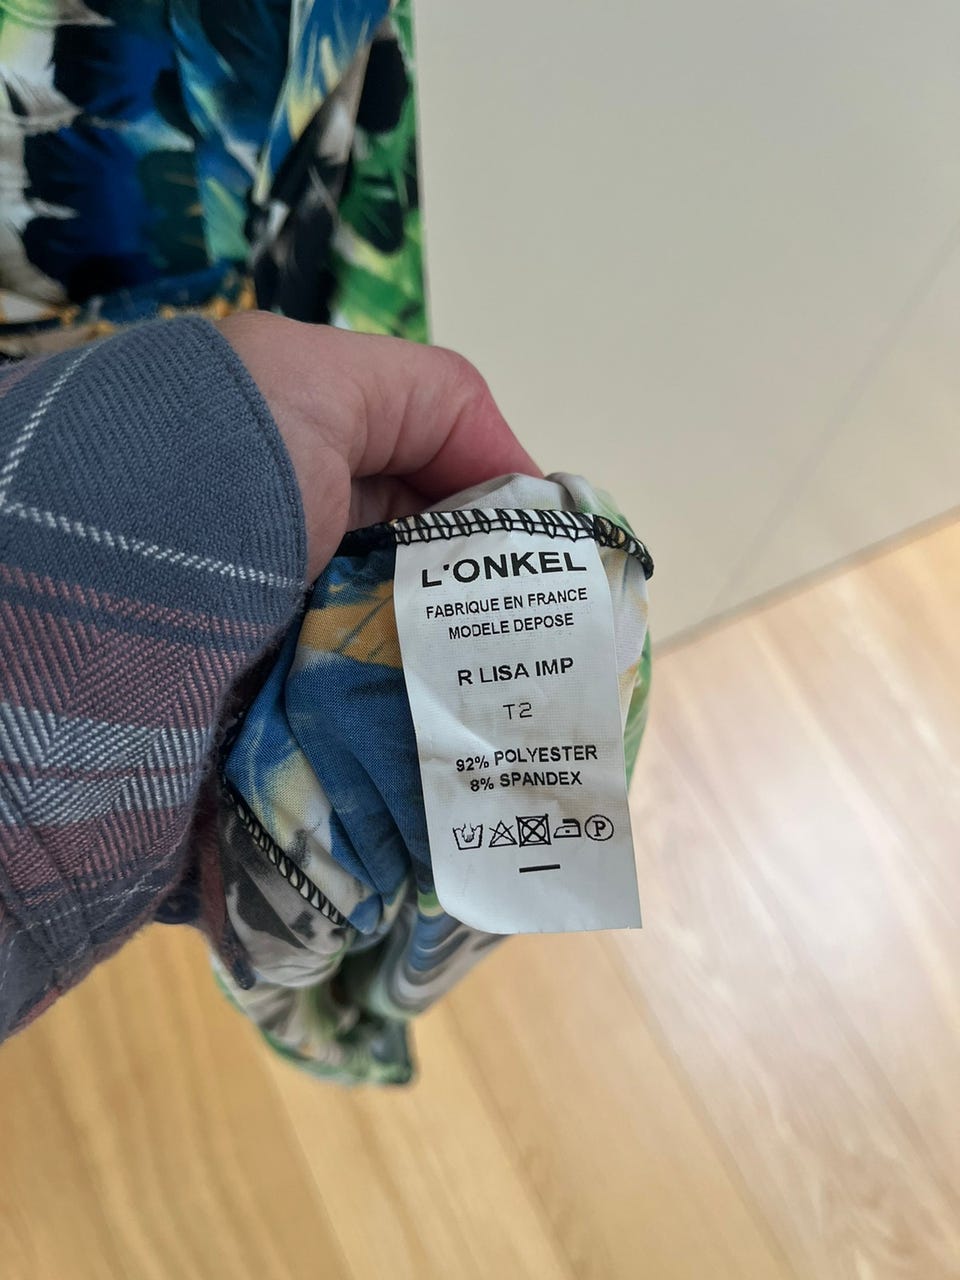 L'ONKEL
FABRIQUE EN FRANCE
MODELE DEPOSE
R LISA IMP
T2
92% POLYESTER
8% SPANDEX
P